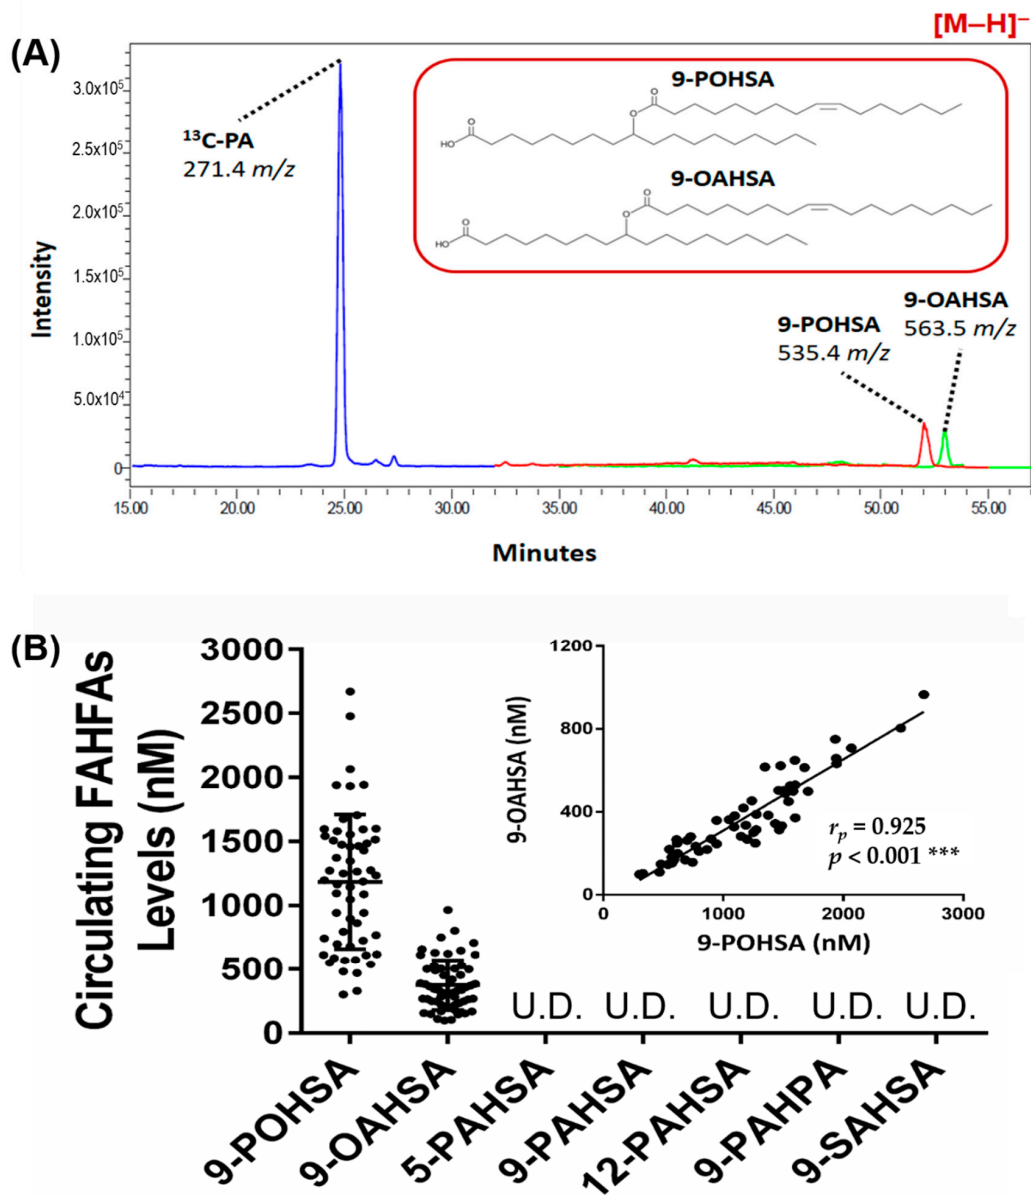 [M–H]⁻
(A)
9-POHSA
O
O
HO
O
9-OAHSA
O
O
HO
O
¹³C-PA
271.4 m/z
9-POHSA
535.4 m/z
9-OAHSA
563.5 m/z
Intensity
3.0x10⁵
2.5x10⁵
2.0x10⁵
1.5x10⁵
1.0x10⁵
5.0x10⁴
0
15.00 20.00 25.00 30.00 35.00 40.00 45.00 50.00 55.00
Minutes
(B)
Circulating FAHFAs
Levels (nM)
3000
2500
2000
1500
1000
500
0
9-OAHSA (nM)
1200
800
400
0
rₚ = 0.925
p < 0.001 ***
0 1000 2000 3000
9-POHSA (nM)
U.D. U.D. U.D. U.D. U.D.
9-POHSA
9-OAHSA
5-PAHSA
9-PAHSA
12-PAHSA
9-PAHPA
9-SAHSA